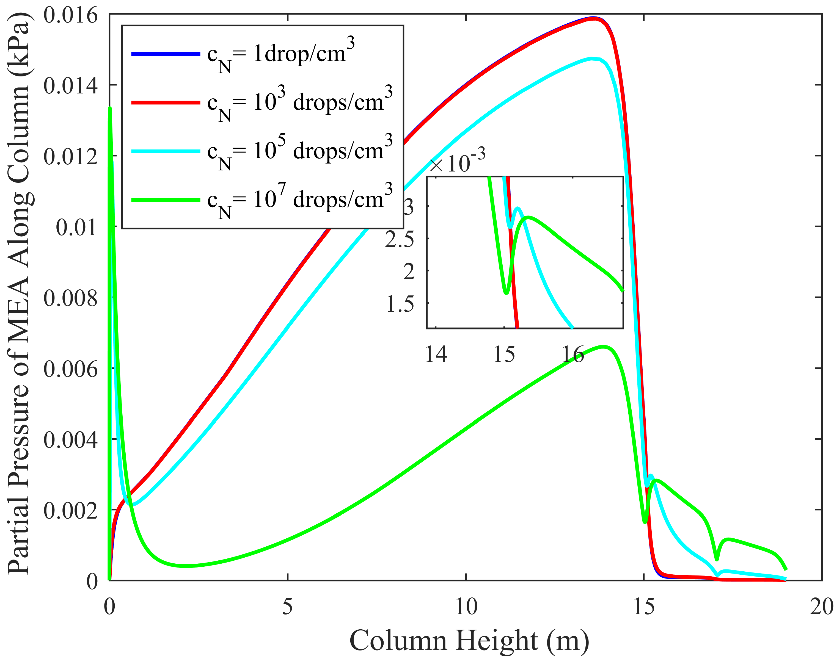 Partial Pressure of MEA Along Column (kPa)
0.016
0.014
0.012
0.01
0.008
0.006
0.004
0.002
0
c_N= 1drop/cm^3
c_N= 10^3 drops/cm^3
c_N= 10^5 drops/cm^3
c_N= 10^7 drops/cm^3
×10^-3
3
2.5
2
1.5
14 15 16
0 5 10 15 20
Column Height (m)